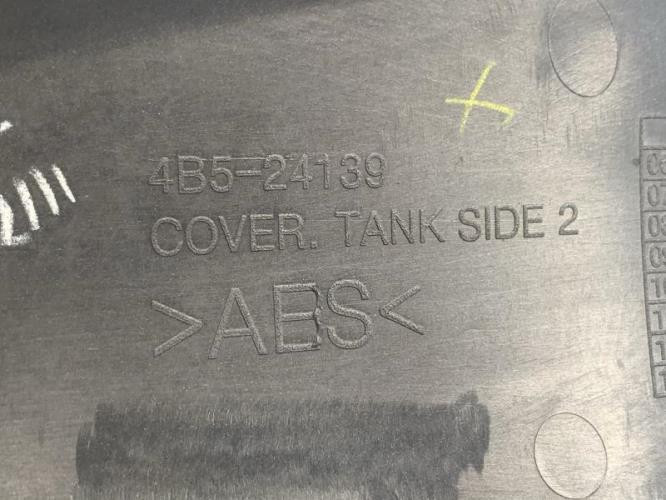 4B5-24139
COVER. TANK SIDE 2
>ABS<